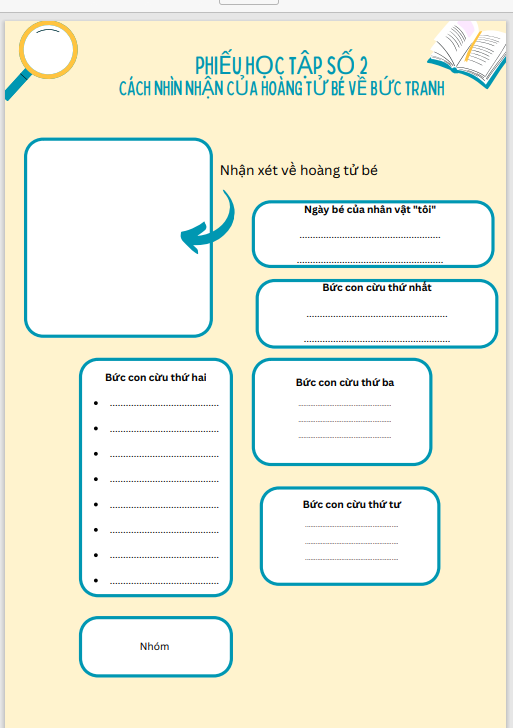 PHIẾU HỌC TẬP SỐ 2
CÁCH NHÌN NHẬN CỦA HOÀNG TỬ BÉ VỀ BỨC TRANH
Nhận xét về hoàng tử bé
Ngày bé của nhân vật "tôi"
Bức con cừu thứ nhất
Bức con cừu thứ hai
Bức con cừu thứ ba
Bức con cừu thứ tư
Nhóm